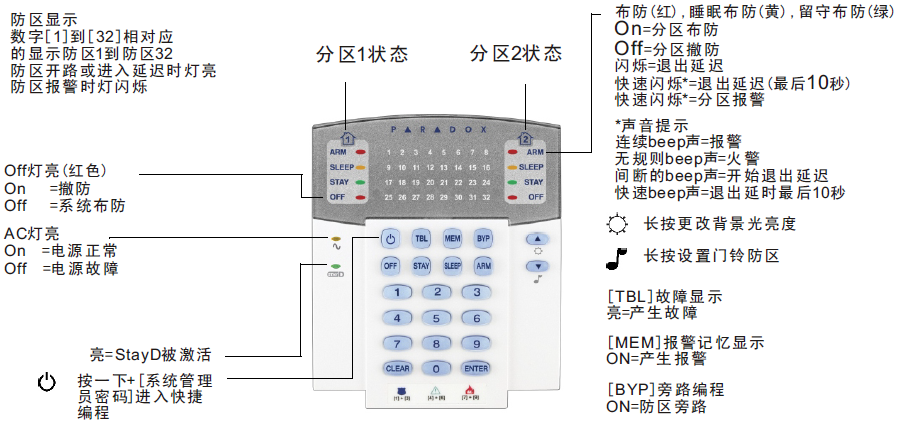 防区显示
数字[1]到[32]相对应
的显示防区1到防区32
防区开路或进入延迟时灯亮
防区报警时灯闪烁
分区1状态
分区2状态
布防(红),睡眠布防(黄),留守布防(绿)
On=分区布防
Off=分区撤防
闪烁=退出延迟
快速闪烁*=退出延迟(最后10秒)
快速闪烁*=分区报警
*声音提示
连续beep声=报警
无规则beep声=火警
间断的beep声=开始退出延迟
快速beep声=退出延时最后10秒
长按更改背景光亮度
长按设置门铃防区
[TBL]故障显示
亮=产生故障
[MEM]报警记忆显示
ON=产生报警
[BYP]旁路编程
ON=防区旁路
Off灯亮(红色)
On =撤防
Off =系统布防
AC灯亮
On =电源正常
Off =电源故障
亮=StayD被激活
按一下+[系统管理
员密码]进入快捷
编程
PARADOX
1 2
ARM 1 2 3 4 5 6 7 8 ARM
SLEEP 9 10 11 12 13 14 15 16 SLEEP
STAY 17 18 19 20 21 22 23 24 STAY
OFF 25 26 27 28 29 30 31 32 OFF
TBL MEM BYP
OFF STAY SLEEP ARM
1 2 3
4 5 6
7 8 9
CLEAR 0 ENTER
[1]+[3] [4]+[6] [7]+[9]